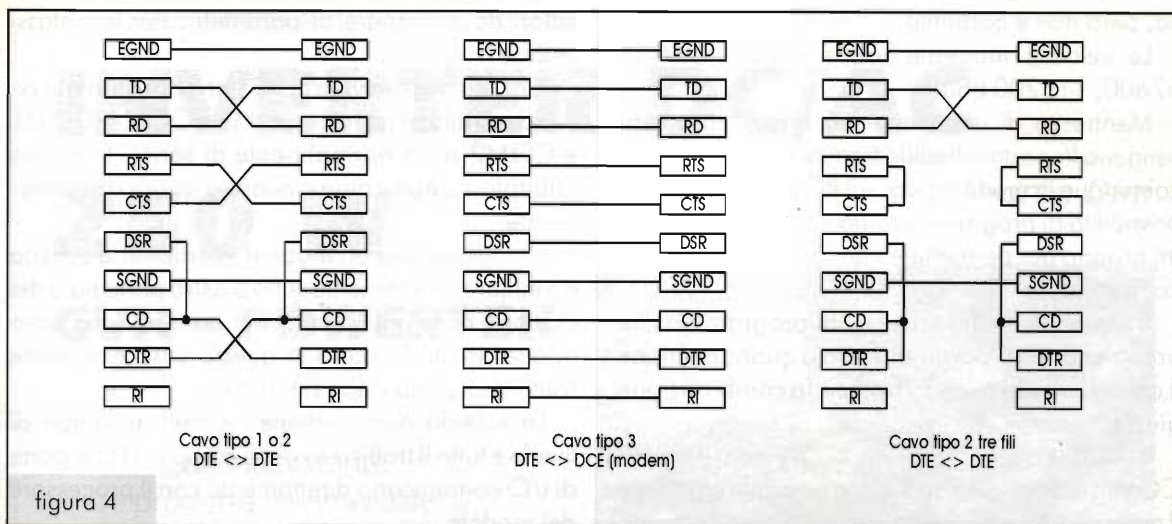 EGND EGND EGND EGND EGND EGND
TD TD TD TD TD TD
RD RD RD RD RD RD
RTS RTS RTS RTS RTS RTS
CTS CTS CTS CTS CTS CTS
DSR DSR DSR DSR DSR DSR
SGND SGND SGND SGND SGND SGND
CD CD CD CD CD CD
DTR DTR DTR DTR DTR DTR
RI RI RI RI RI RI
Cavo tipo 1 o 2
DTE <> DTE
Cavo tipo 3
DTE <> DCE (modem)
Cavo tipo 2 tre fili
DTE <> DTE
figura 4